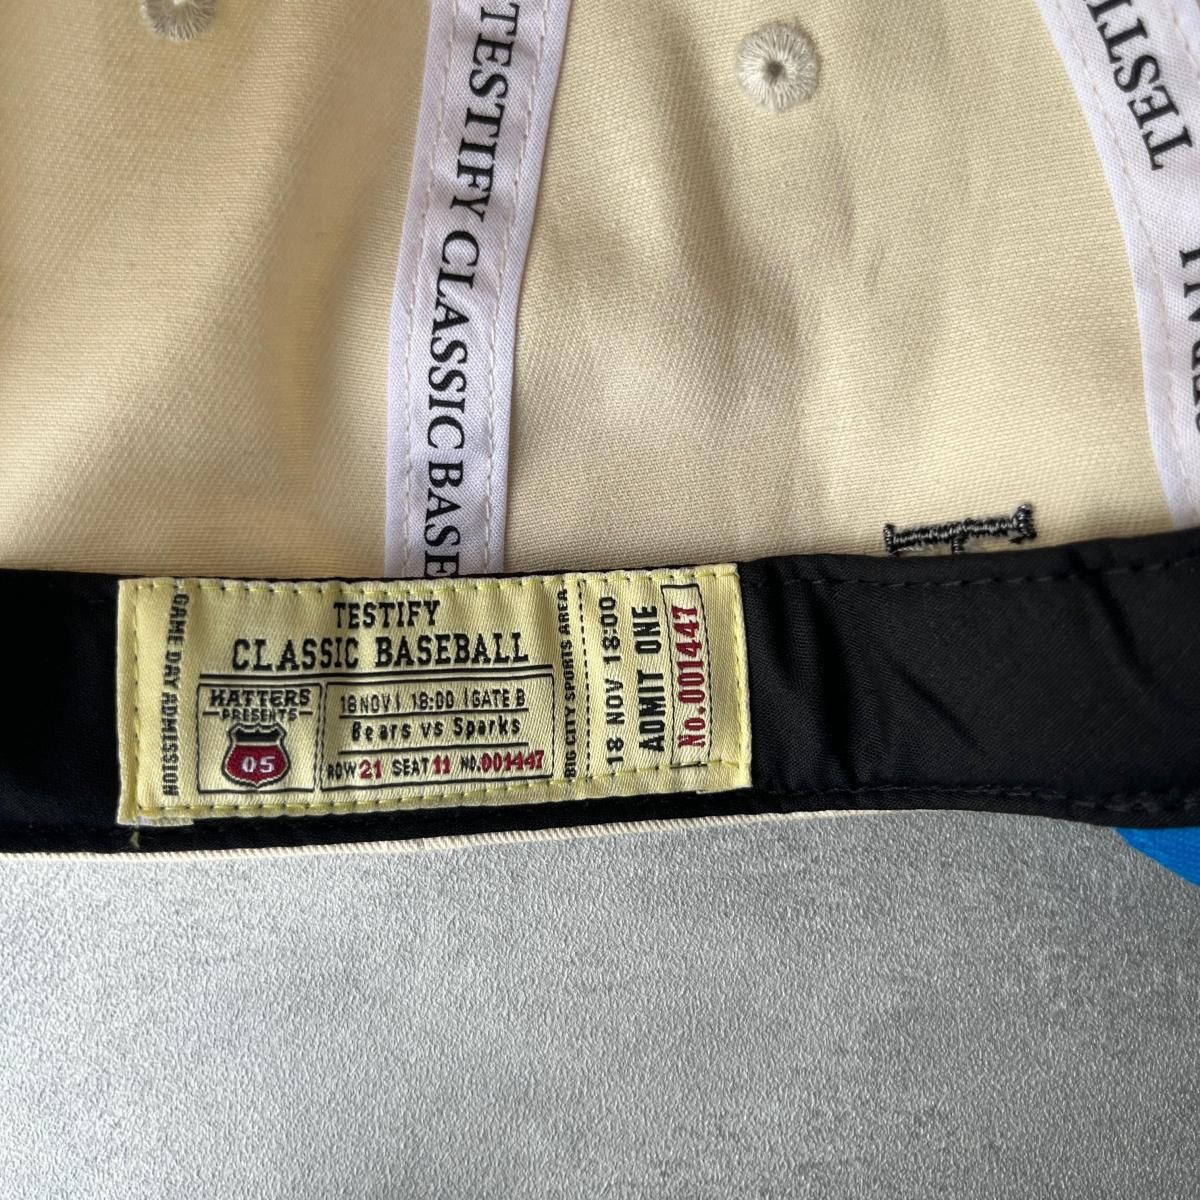 TESTIFY CLASSIC BASE
TESTI
TESTIFY
CLASSIC BASEBALL
GAME DAY ADMISSION
HATTERS
PRESENTS
05
18 NOV | 18:00 | GATE B
Bears vs Sparks
ROW 21 SEAT 11 NO.001447
BIG CITY SPORTS AREA
18 NOV 18:00
ADMIT ONE
No.001447